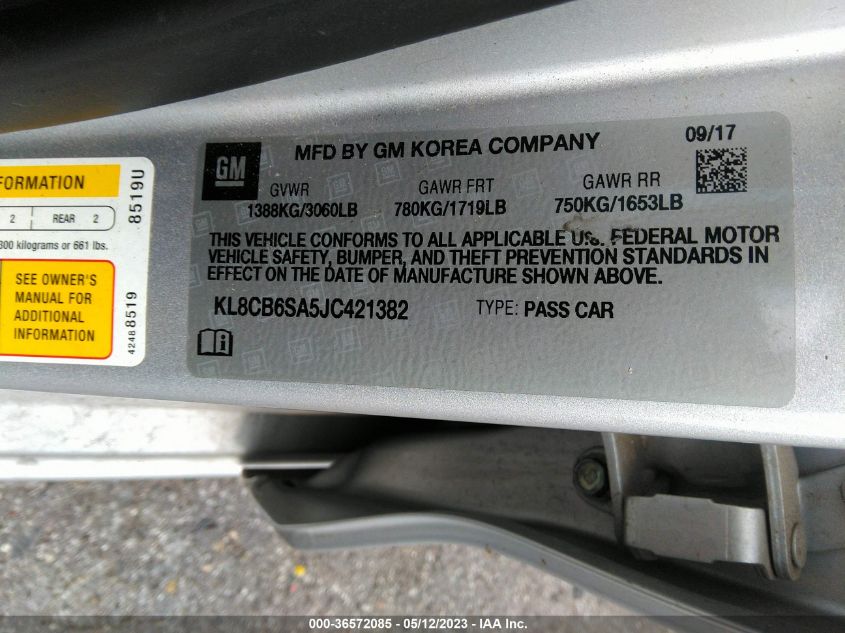 FORMATION
2 REAR 2
300 kilograms or 661 lbs.
8519U
SEE OWNER'S
MANUAL FOR
ADDITIONAL
INFORMATION
42488519
GM
MFD BY GM KOREA COMPANY
09/17
GVWR GAWR FRT GAWR RR
1388KG/3060LB 780KG/1719LB 750KG/1653LB
THIS VEHICLE CONFORMS TO ALL APPLICABLE U.S. FEDERAL MOTOR
VEHICLE SAFETY, BUMPER, AND THEFT PREVENTION STANDARDS IN
EFFECT ON THE DATE OF MANUFACTURE SHOWN ABOVE.
KL8CB6SA5JC421382 TYPE: PASS CAR
000-36572085 - 05/12/2023 - IAA Inc.